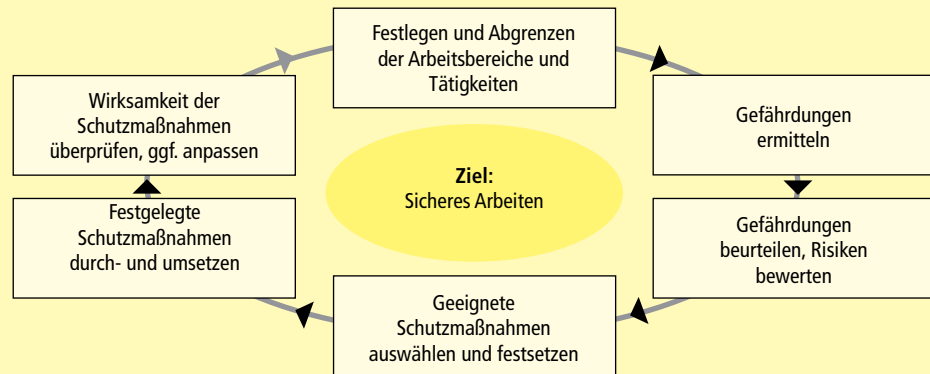 Festlegen und Abgrenzen
der Arbeitsbereiche und
Tätigkeiten
Gefährdungen
ermitteln
Gefährdungen
beurteilen, Risiken
bewerten
Geeignete
Schutzmaßnahmen
auswählen und festsetzen
Festgelegte
Schutzmaßnahmen
durch- und umsetzen
Wirksamkeit der
Schutzmaßnahmen
überprüfen, ggf. anpassen
Ziel:
Sicheres Arbeiten